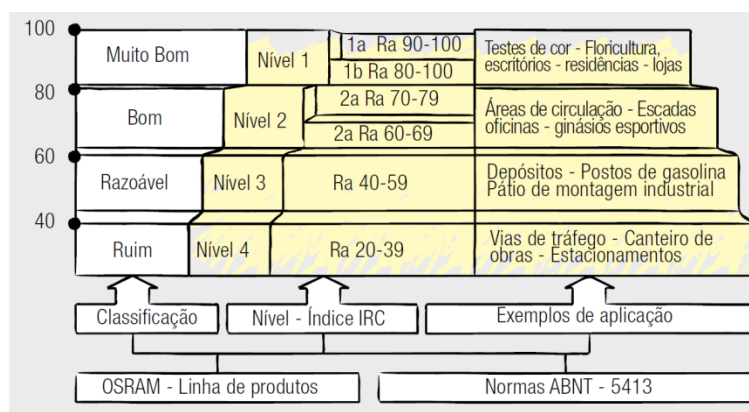 100
Muito Bom
Nível 1
1a Ra 90-100
1b Ra 80-100
Testes de cor - Floricultura,
escritórios - residências - lojas
80
Bom
Nível 2
2a Ra 70-79
2a Ra 60-69
Áreas de circulação - Escadas
oficinas - ginásios esportivos
60
Razoável
Nível 3
Ra 40-59
Depósitos - Postos de gasolina
Pátio de montagem industrial
40
Ruim
Nível 4
Ra 20-39
Vias de tráfego - Canteiro de
obras - Estacionamentos
Classificação
Nível - Índice IRC
Exemplos de aplicação
OSRAM - Linha de produtos
Normas ABNT - 5413